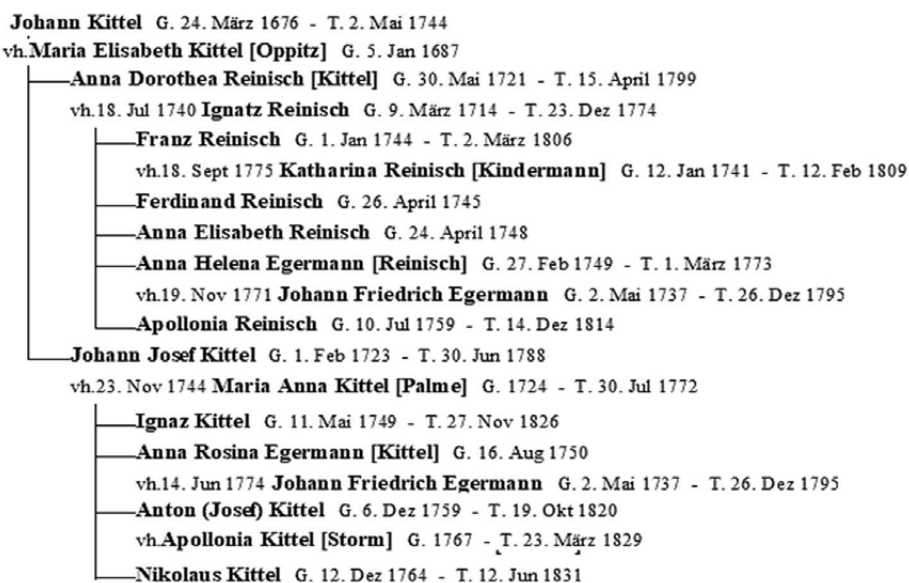 Johann Kittel G. 24. März 1676 - T. 2. Mai 1744
vh.Maria Elisabeth Kittel [Oppitz] G. 5. Jan 1687
Anna Dorothea Reinisch [Kittel] G. 30. Mai 1721 - T. 15. April 1799
vh.18. Jul 1740 Ignatz Reinisch G. 9. März 1714 - T. 23. Dez 1774
Franz Reinisch G. 1. Jan 1744 - T. 2. März 1806
vh.18. Sept 1775 Katharina Reinisch [Kindermann] G. 12. Jan 1741 - T. 12. Feb 1809
Ferdinand Reinisch G. 26. April 1745
Anna Elisabeth Reinisch G. 24. April 1748
Anna Helena Egermann [Reinisch] G. 27. Feb 1749 - T. 1. März 1773
vh.19. Nov 1771 Johann Friedrich Egermann G. 2. Mai 1737 - T. 26. Dez 1795
Apollonia Reinisch G. 10. Jul 1759 - T. 14. Dez 1814
Johann Josef Kittel G. 1. Feb 1723 - T. 30. Jun 1788
vh.23. Nov 1744 Maria Anna Kittel [Palme] G. 1724 - T. 30. Jul 1772
Ignaz Kittel G. 11. Mai 1749 - T. 27. Nov 1826
Anna Rosina Egermann [Kittel] G. 16. Aug 1750
vh.14. Jun 1774 Johann Friedrich Egermann G. 2. Mai 1737 - T. 26. Dez 1795
Anton (Josef) Kittel G. 6. Dez 1759 - T. 19. Okt 1820
vh.Apollonia Kittel [Storm] G. 1767 - T. 23. März 1829
Nikolaus Kittel G. 12. Dez 1764 - T. 12. Jun 1831